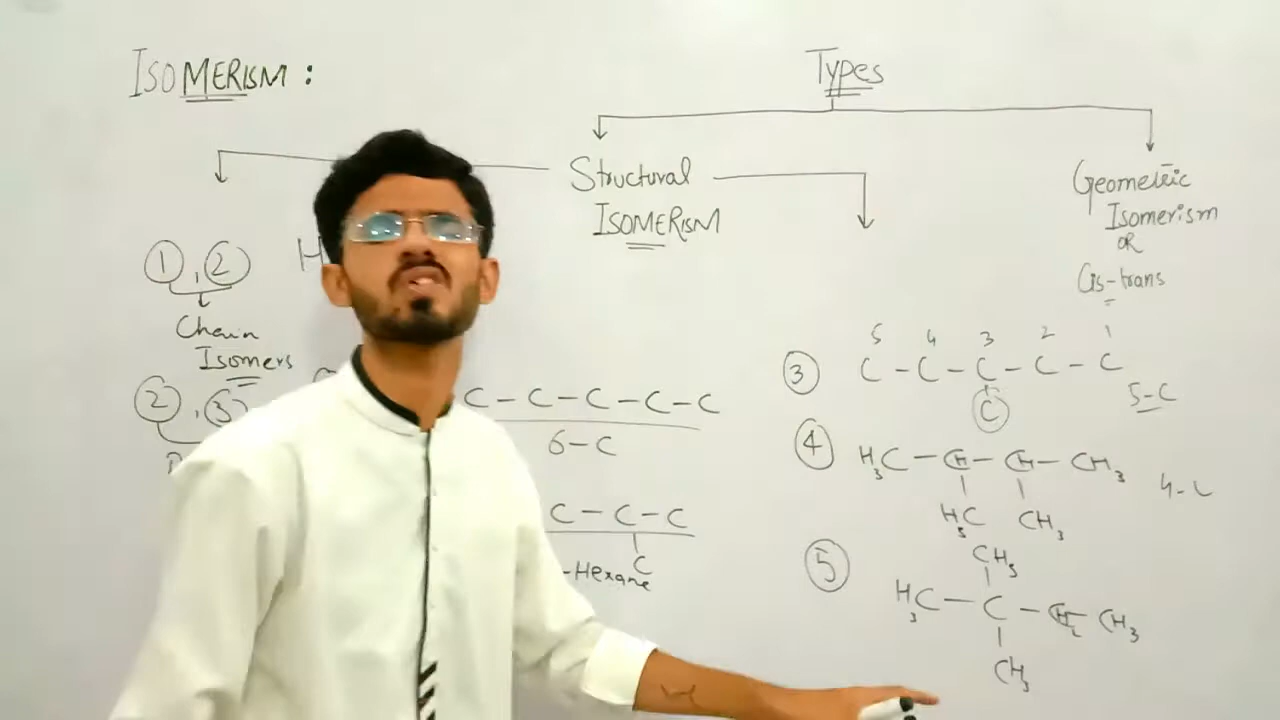 ISOMERISM :
Types
Structural
ISOMERISM
Geometric
Isomerism
OR
Cis-trans
1 , 2
H
Chain
Isomers
2 , 3
C - C - C - C - C
6 - C
C - C - C
C
-Hexane
5 4 3 2 1
3 C - C - C - C - C
C
5-C
4 H3C - CH - CH - CH3
H3C CH3
4-C
CH3
5 H3C - C - CH2 - CH3
CH3